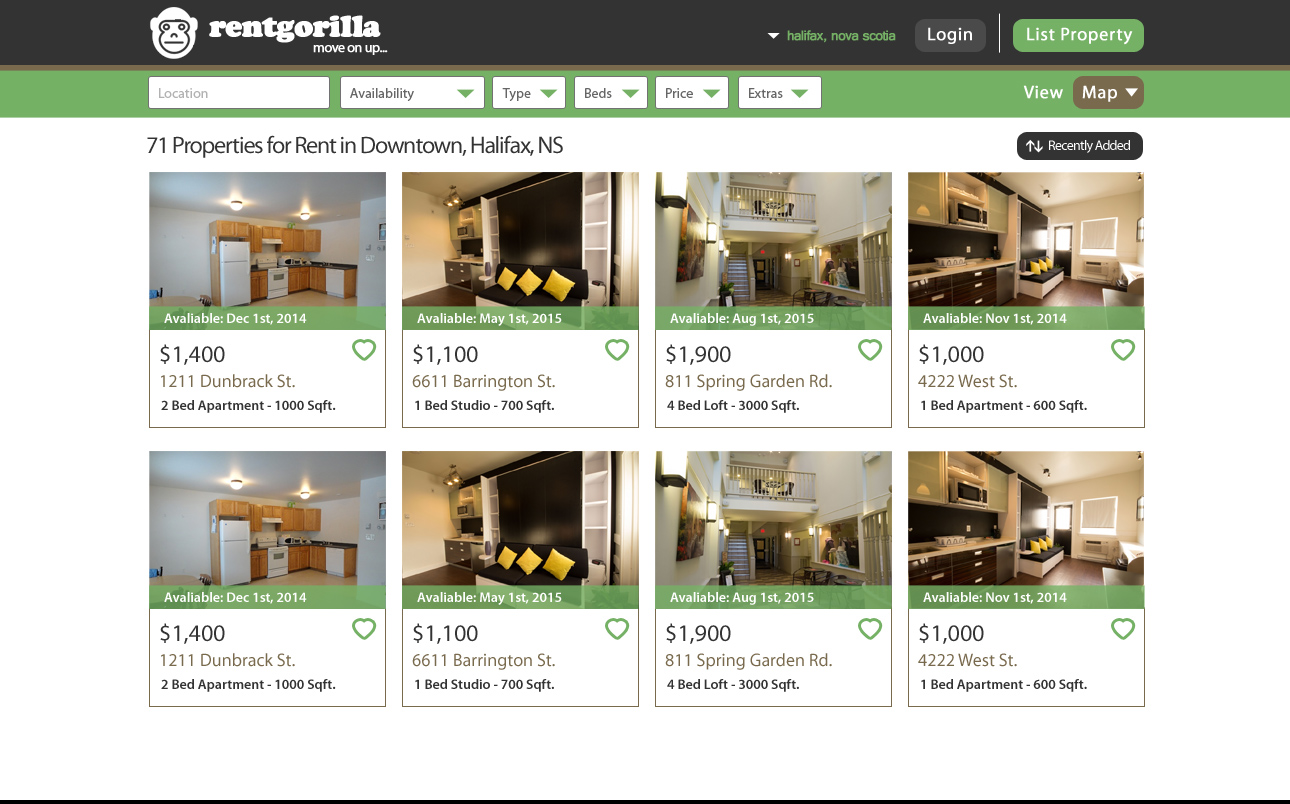 rentgorilla
move on up...
halifax, nova scotia
Login
List Property
Location
Availability
Type
Beds
Price
Extras
View
Map
71 Properties for Rent in Downtown, Halifax, NS
Recently Added
Avaliable: Dec 1st, 2014
Avaliable: May 1st, 2015
Avaliable: Aug 1st, 2015
Avaliable: Nov 1st, 2014
$1,400
1211 Dunbrack St.
2 Bed Apartment - 1000 Sqft.
$1,100
6611 Barrington St.
1 Bed Studio - 700 Sqft.
$1,900
811 Spring Garden Rd.
4 Bed Loft - 3000 Sqft.
$1,000
4222 West St.
1 Bed Apartment - 600 Sqft.
Avaliable: Dec 1st, 2014
Avaliable: May 1st, 2015
Avaliable: Aug 1st, 2015
Avaliable: Nov 1st, 2014
$1,400
1211 Dunbrack St.
2 Bed Apartment - 1000 Sqft.
$1,100
6611 Barrington St.
1 Bed Studio - 700 Sqft.
$1,900
811 Spring Garden Rd.
4 Bed Loft - 3000 Sqft.
$1,000
4222 West St.
1 Bed Apartment - 600 Sqft.